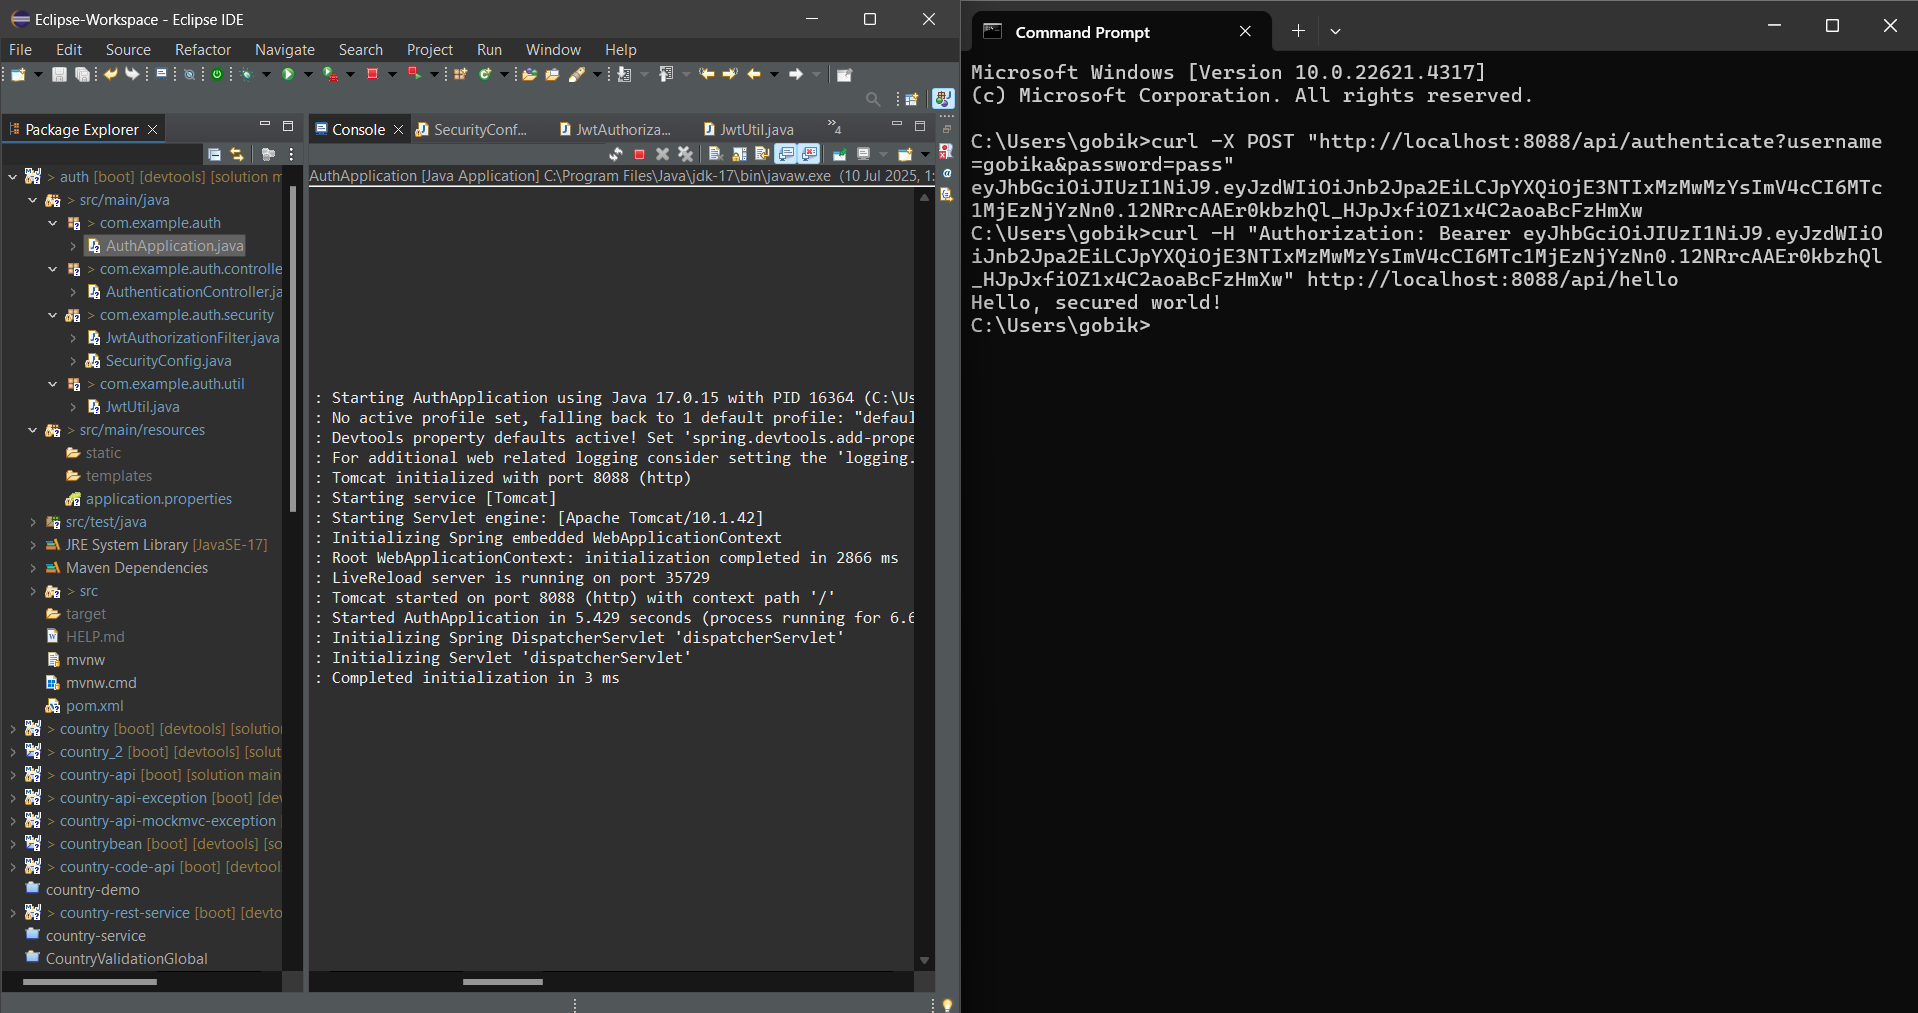 Eclipse-Workspace - Eclipse IDE
File Edit Source Refactor Navigate Search Project Run Window Help
Package Explorer
auth [boot] [devtools] [solution m
> src/main/java
> com.example.auth
AuthApplication.java
> com.example.auth.controlle
AuthenticationController.ja
> com.example.auth.security
JwtAuthorizationFilter.java
SecurityConfig.java
> com.example.auth.util
JwtUtil.java
> src/main/resources
static
templates
application.properties
src/test/java
JRE System Library [JavaSE-17]
Maven Dependencies
> src
target
HELP.md
mvnw
mvnw.cmd
pom.xml
> country [boot] [devtools] [solution
> country_2 [boot] [devtools] [solut
> country-api [boot] [solution main
> country-api-exception [boot] [dev
> country-api-mockmvc-exception
> countrybean [boot] [devtools] [so
> country-code-api [boot] [devtool
country-demo
> country-rest-service [boot] [devto
country-service
CountryValidationGlobal
Console SecurityConf... JwtAuthoriza... JwtUtil.java »4
AuthApplication [Java Application] C:\Program Files\Java\jdk-17\bin\javaw.exe (10 Jul 2025, 1:
: Starting AuthApplication using Java 17.0.15 with PID 16364 (C:\Us
: No active profile set, falling back to 1 default profile: "defaul
: Devtools property defaults active! Set 'spring.devtools.add-prope
: For additional web related logging consider setting the 'logging.
: Tomcat initialized with port 8088 (http)
: Starting service [Tomcat]
: Starting Servlet engine: [Apache Tomcat/10.1.42]
: Initializing Spring embedded WebApplicationContext
: Root WebApplicationContext: initialization completed in 2866 ms
: LiveReload server is running on port 35729
: Tomcat started on port 8088 (http) with context path '/'
: Started AuthApplication in 5.429 seconds (process running for 6.6
: Initializing Spring DispatcherServlet 'dispatcherServlet'
: Initializing Servlet 'dispatcherServlet'
: Completed initialization in 3 ms
Command Prompt
Microsoft Windows [Version 10.0.22621.4317]
(c) Microsoft Corporation. All rights reserved.
C:\Users\gobik>curl -X POST "http://localhost:8088/api/authenticate?username
=gobika&password=pass"
eyJhbGciOiJIUzI1NiJ9.eyJzdWIiOiJnb2Jpa2EiLCJpYXQiOjE3NTIxMzMwMzYsImV4cCI6MTc
1MjEzNjYzNn0.12NRrcAAEr0kbzhQl_HJpJxfiOZ1x4C2aoaBcFzHmXw
C:\Users\gobik>curl -H "Authorization: Bearer eyJhbGciOiJIUzI1NiJ9.eyJzdWIiO
iJnb2Jpa2EiLCJpYXQiOjE3NTIxMzMwMzYsImV4cCI6MTc1MjEzNjYzNn0.12NRrcAAEr0kbzhQl
_HJpJxfiOZ1x4C2aoaBcFzHmXw" http://localhost:8088/api/hello
Hello, secured world!
C:\Users\gobik>